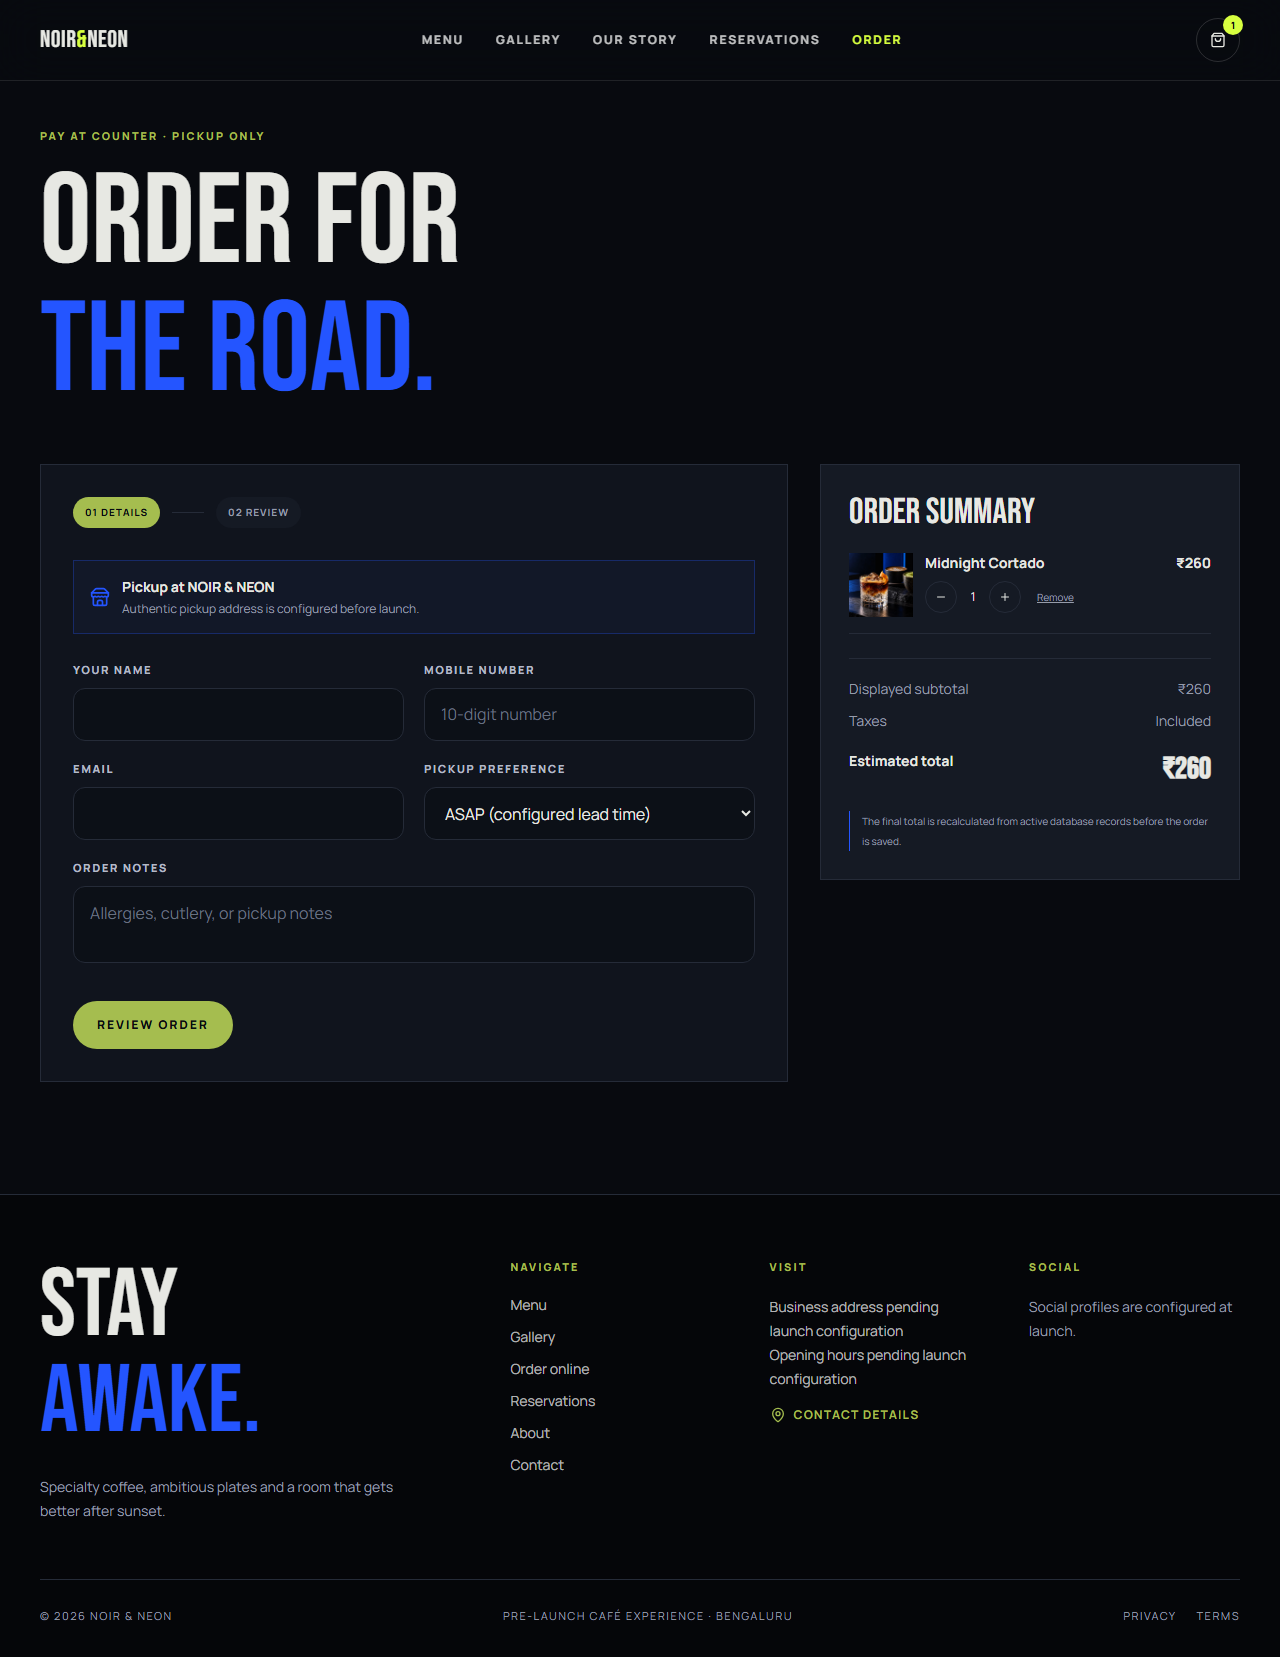 NOIR&NEON
MENU
GALLERY
OUR STORY
RESERVATIONS
ORDER
1
PAY AT COUNTER · PICKUP ONLY
ORDER FOR
THE ROAD.
01 DETAILS
02 REVIEW
Pickup at NOIR & NEON
Authentic pickup address is configured before launch.
YOUR NAME
MOBILE NUMBER
10-digit number
EMAIL
PICKUP PREFERENCE
ASAP (configured lead time)
ORDER NOTES
Allergies, cutlery, or pickup notes
REVIEW ORDER
ORDER SUMMARY
Midnight Cortado
₹260
−
1
+
Remove
Displayed subtotal
₹260
Taxes
Included
Estimated total
₹260
The final total is recalculated from active database records before the order
is saved.
STAY
AWAKE.
Specialty coffee, ambitious plates and a room that gets
better after sunset.
NAVIGATE
Menu
Gallery
Order online
Reservations
About
Contact
VISIT
Business address pending
launch configuration
Opening hours pending launch
configuration
CONTACT DETAILS
SOCIAL
Social profiles are configured at
launch.
© 2026 NOIR & NEON
PRE-LAUNCH CAFÉ EXPERIENCE · BENGALURU
PRIVACY
TERMS